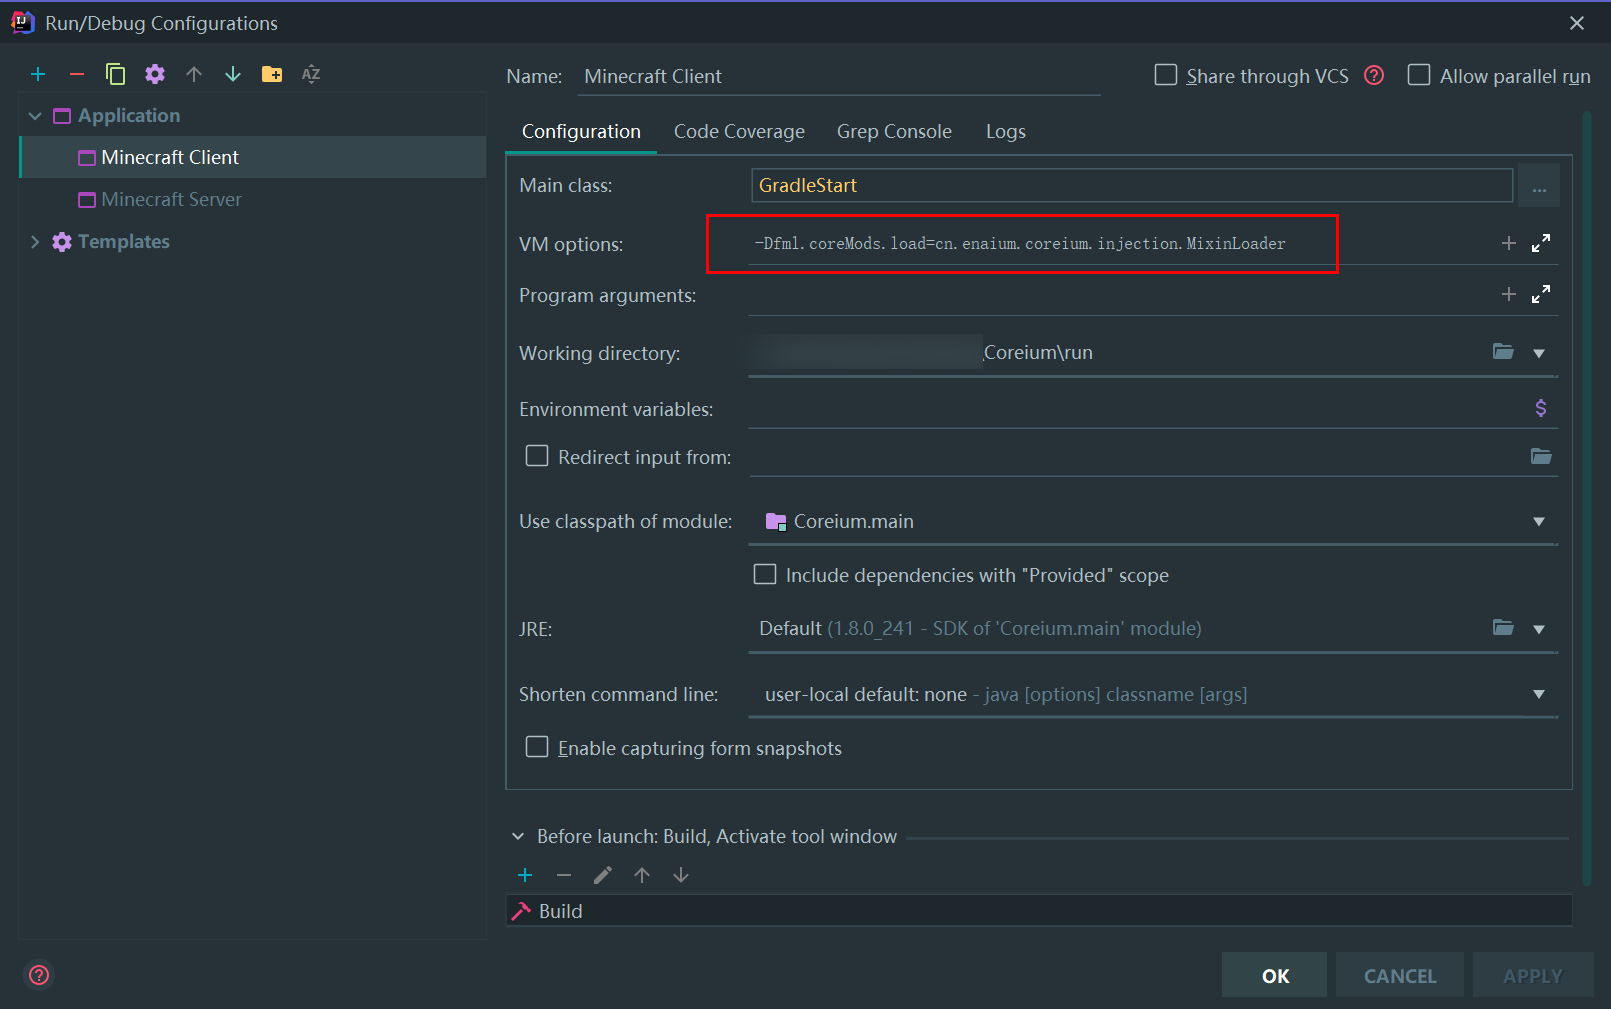 Run/Debug Configurations
Application
Minecraft Client
Minecraft Server
Templates
Name: Minecraft Client
Share through VCS
Allow parallel run
Configuration Code Coverage Grep Console Logs
Main class: GradleStart ...
VM options: -Dfml.coreMods.load=cn.enaium.coreium.injection.MixinLoader
Program arguments:
Working directory: \Coreium\run
Environment variables: $
Redirect input from:
Use classpath of module: Coreium.main
Include dependencies with "Provided" scope
JRE: Default (1.8.0_241 - SDK of 'Coreium.main' module)
Shorten command line: user-local default: none - java [options] classname [args]
Enable capturing form snapshots
Before launch: Build, Activate tool window
Build
OK CANCEL APPLY